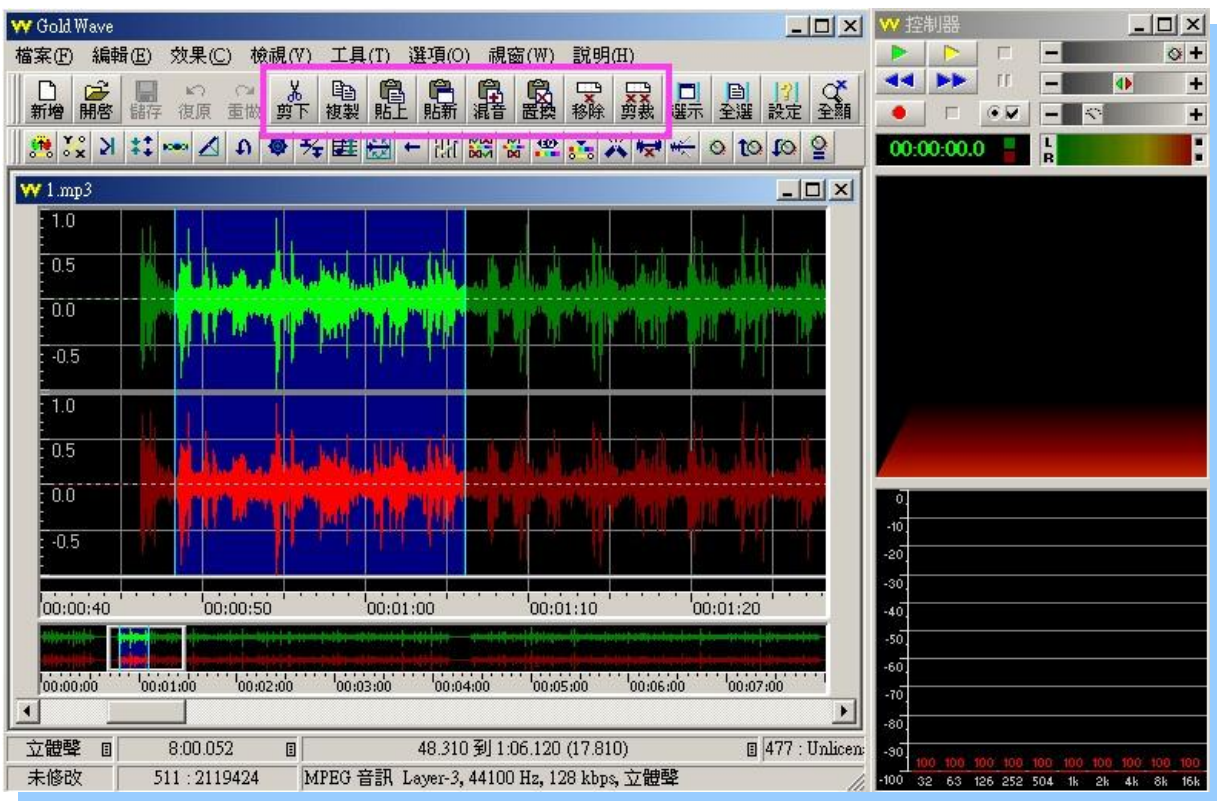 Gold Wave
檔案(F) 編輯(E) 效果(C) 檢視(V) 工具(T) 選項(O) 視窗(W) 説明(H)
新增 開啓 儲存 復原 重做 剪下 複製 貼上 貼新 混音 置換 移除 剪裁 選示 全選 設定 全顯
1.mp3
1.0
0.5
0.0
-0.5
1.0
0.5
0.0
-0.5
00:00:40 00:00:50 00:01:00 00:01:10 00:01:20
00:00:00 00:01:00 00:02:00 00:03:00 00:04:00 00:05:00 00:06:00 00:07:00
立體聲 8:00.052 48.310 到 1:06.120 (17.810) 477 : Unlicen
未修改 511 : 2119424 MPEG 音訊 Layer-3, 44100 Hz, 128 kbps, 立體聲
控制器
00:00:00.0 L
R
0
-10
-20
-30
-40
-50
-60
-70
-80
-90
100 100 100 100 100 100 100 100 100 100
-100 32 63 126 252 504 1k 2k 4k 8k 16k